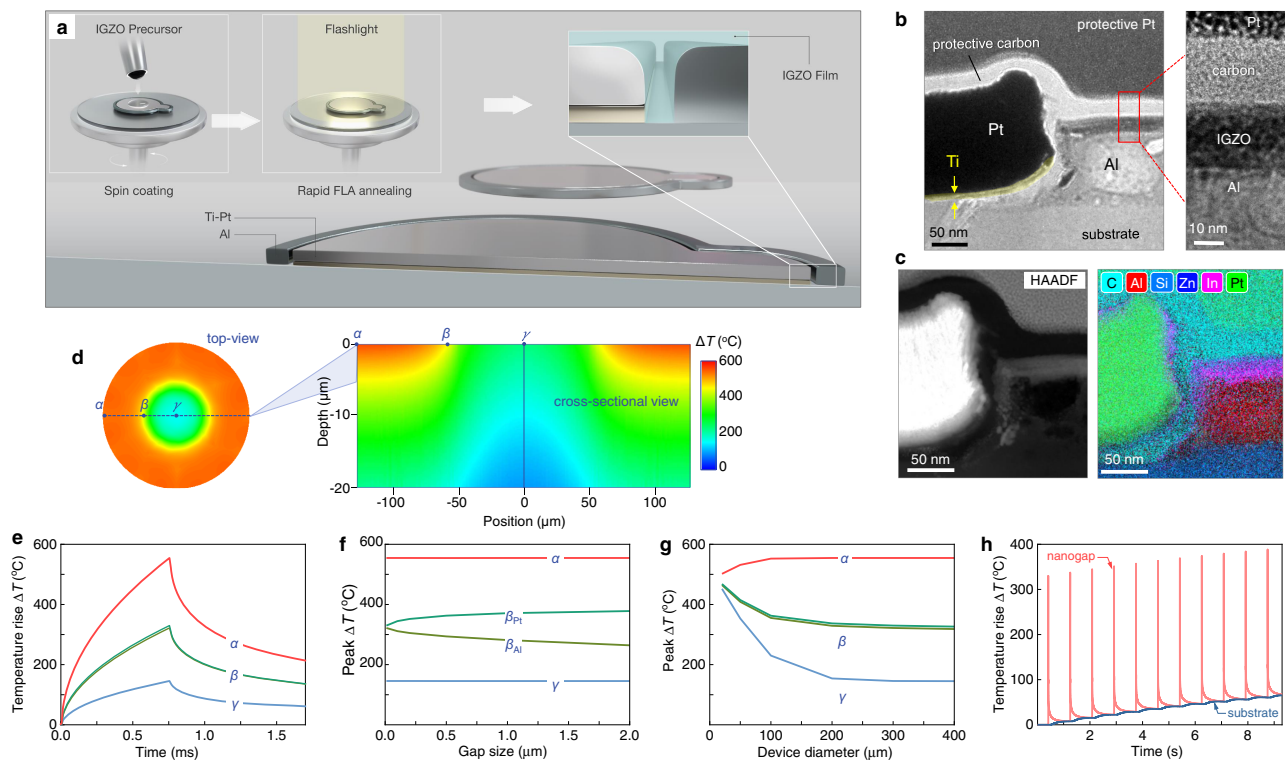 a
IGZO Precursor
Flashlight
IGZO Film
Spin coating
Rapid FLA annealing
Ti-Pt
Al
b
protective Pt
protective carbon
Pt
Ti
Al
50 nm
substrate
Pt
carbon
IGZO
Al
10 nm
c
HAADF
50 nm
C Al Si Zn In Pt
50 nm
d
top-view
α β γ
α β γ
ΔT (°C)
0
-10
-20
Depth (μm)
cross-sectional view
600
400
200
0
-100 -50 0 50 100
Position (μm)
e
Temperature rise ΔT (°C)
600
400
200
0
α
β
γ
0.0 0.5 1.0 1.5
Time (ms)
f
Peak ΔT (°C)
600
400
200
0
α
βPt
βAl
γ
0.0 0.5 1.0 1.5 2.0
Gap size (μm)
g
Peak ΔT (°C)
600
400
200
0
α
β
γ
0 100 200 300 400
Device diameter (μm)
h
Temperature rise ΔT (°C)
400
300
200
100
0
nanogap
substrate
2 4 6 8
Time (s)